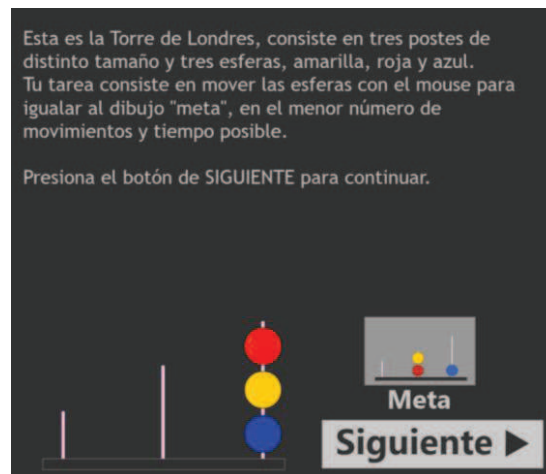 Esta es la Torre de Londres, consiste en tres postes de
distinto tamaño y tres esferas, amarilla, roja y azul.
Tu tarea consiste en mover las esferas con el mouse para
igualar al dibujo "meta", en el menor número de
movimientos y tiempo posible.
Presiona el botón de SIGUIENTE para continuar.
Meta
Siguiente